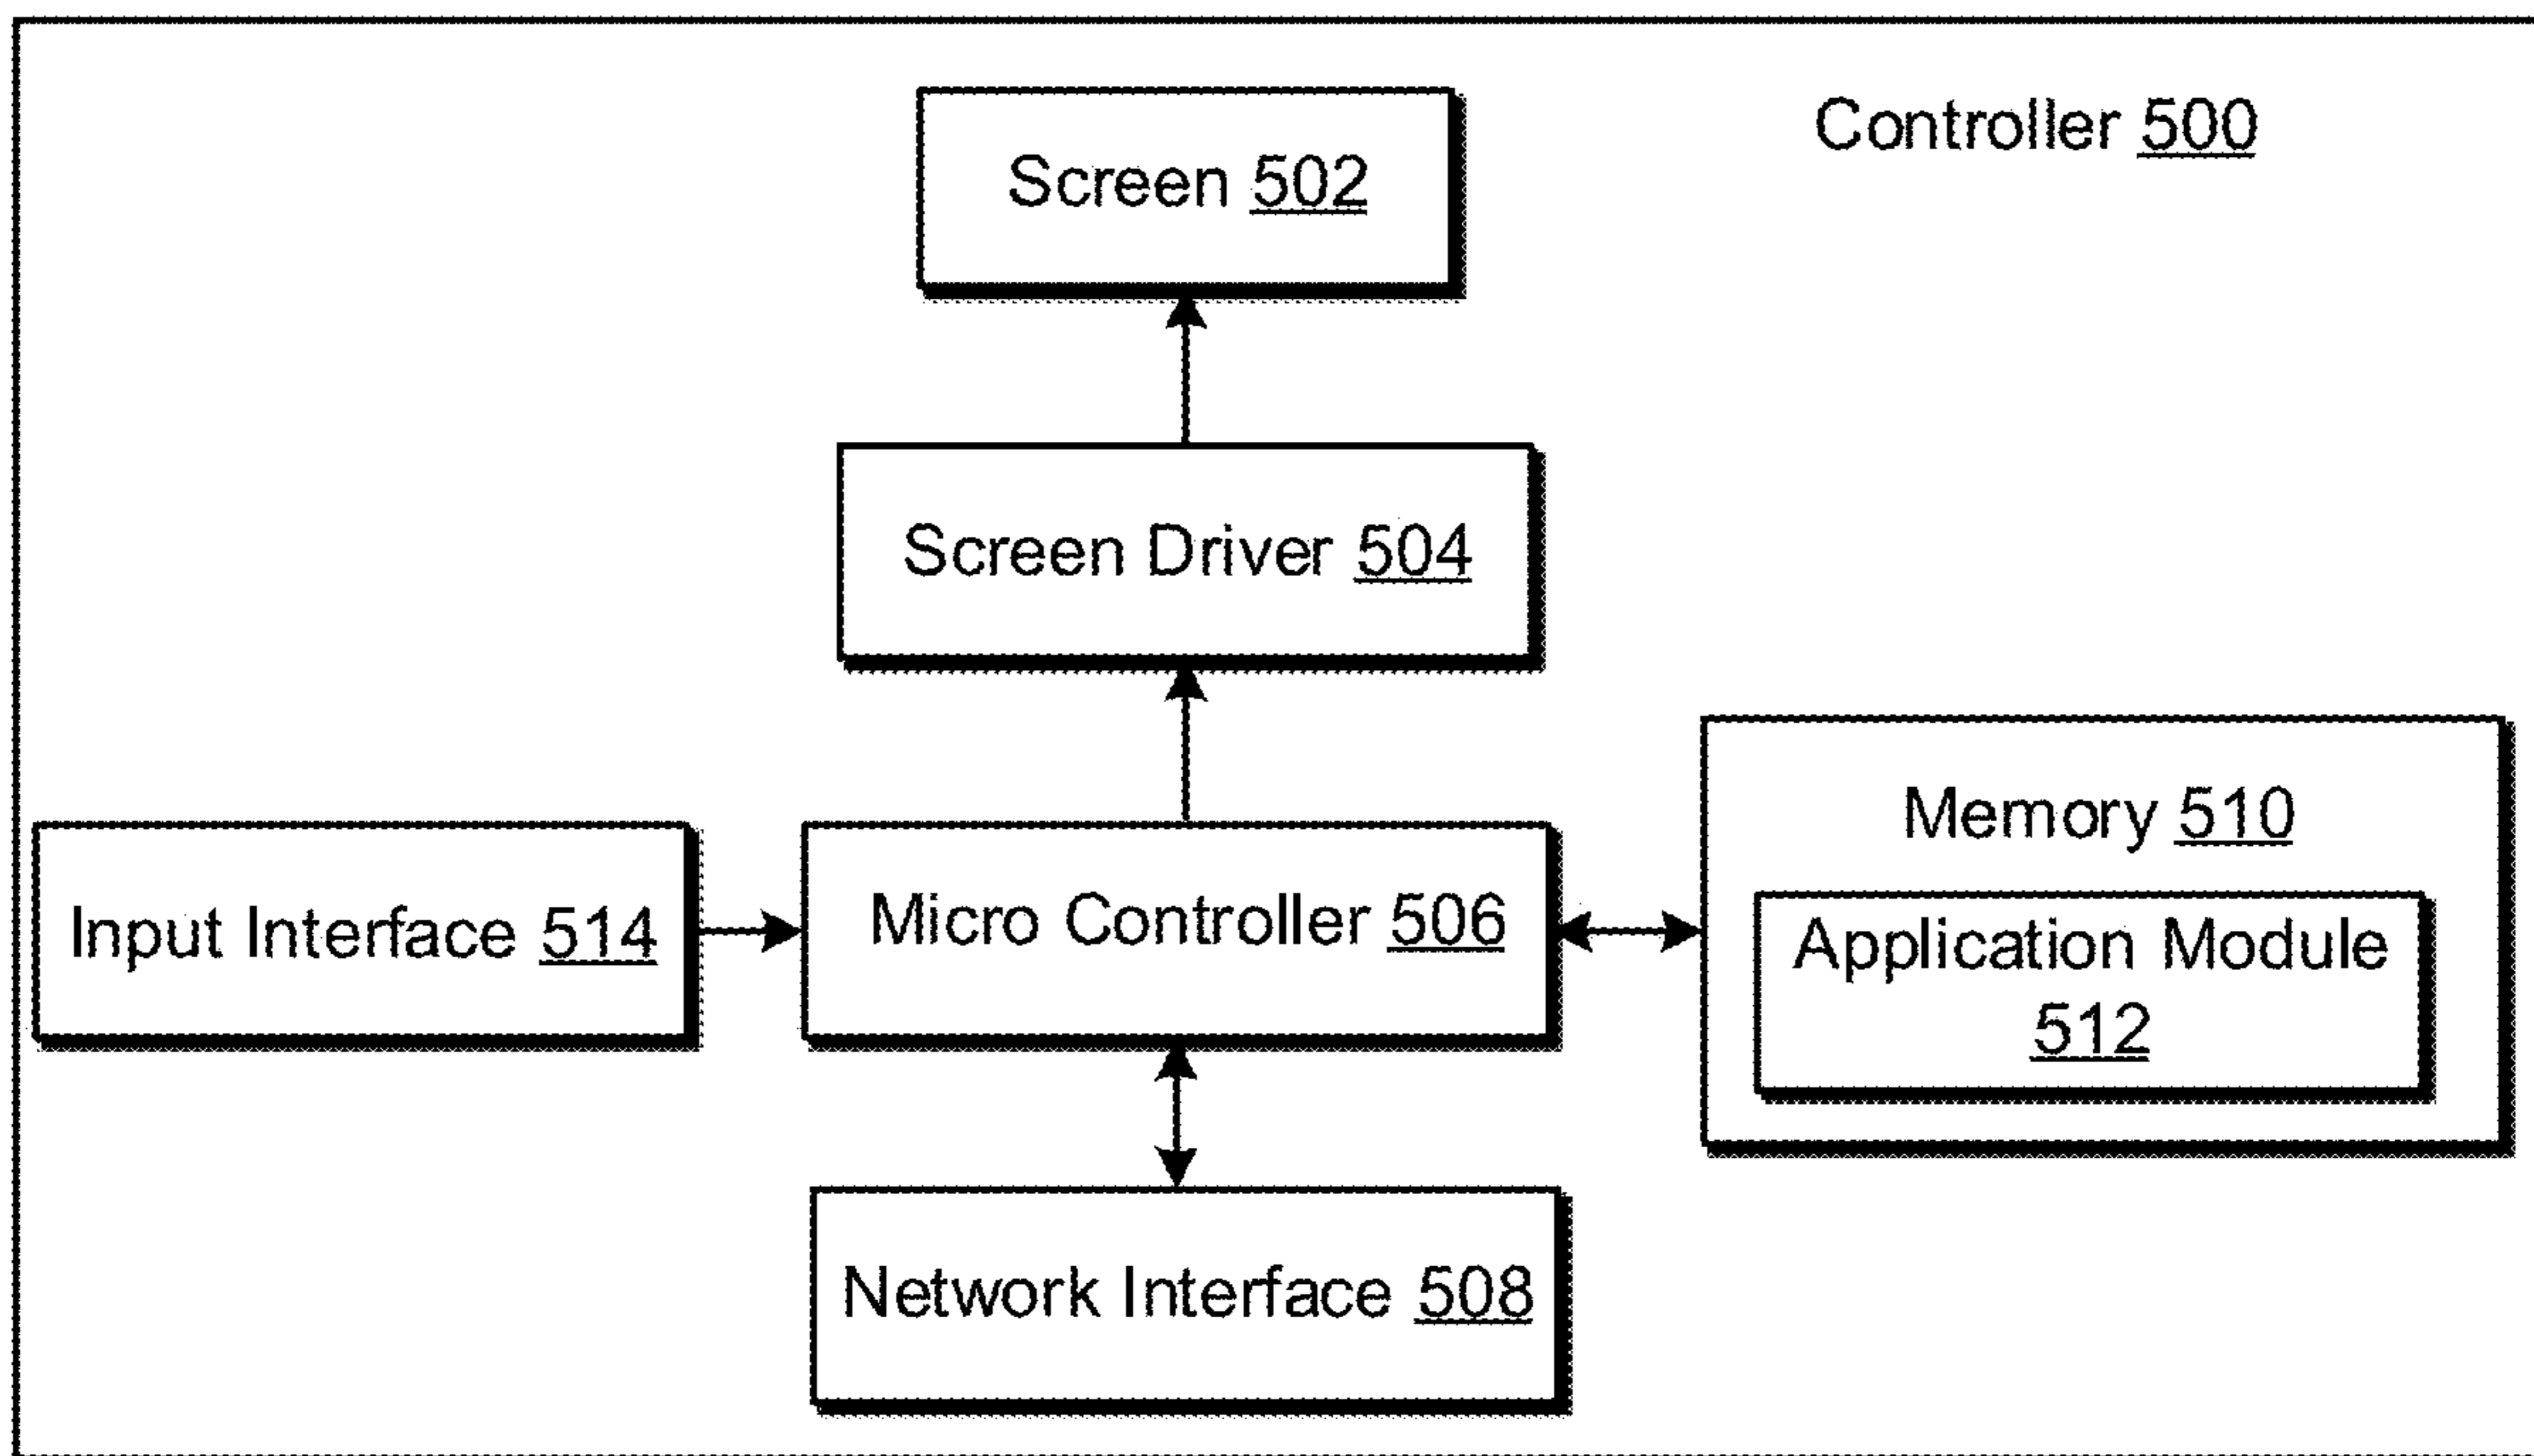 Controller 500
Screen 502
Screen Driver 504
Input Interface 514
Micro Controller 506
Memory 510
Application Module
512
Network Interface 508